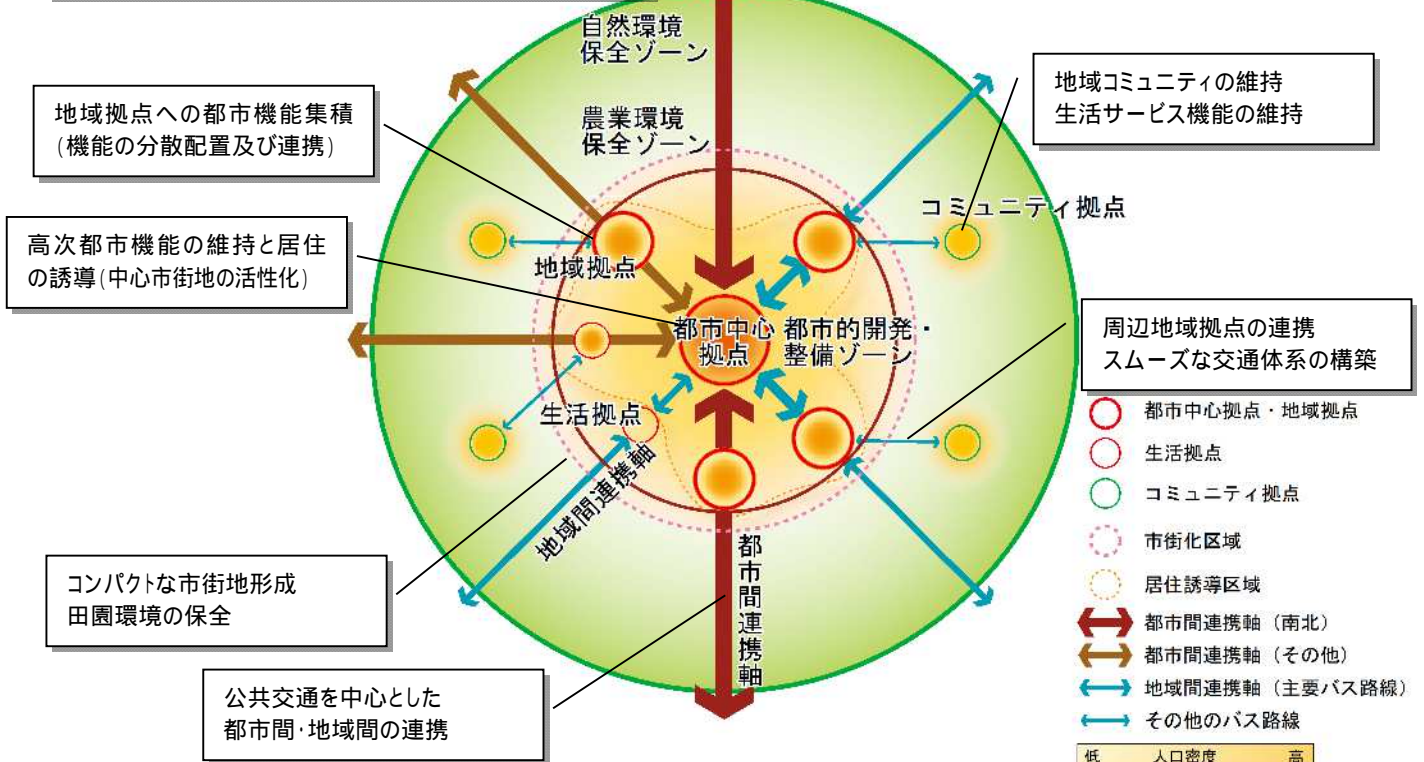 自然環境
保全ゾーン
地域コミュニティの維持
生活サービス機能の維持
地域拠点への都市機能集積
(機能の分散配置及び連携)
農業環境
保全ゾーン
コミュニティ拠点
高次都市機能の維持と居住
の誘導(中心市街地の活性化)
地域拠点
都市中心
拠点
都市的開発・
整備ゾーン
周辺地域拠点の連携
スムーズな交通体系の構築
生活拠点
地域間連携軸
都市間連携軸
コンパクトな市街地形成
田園環境の保全
公共交通を中心とした
都市間･地域間の連携
都市中心拠点・地域拠点
生活拠点
コミュニティ拠点
市街化区域
居住誘導区域
都市間連携軸（南北）
都市間連携軸（その他）
地域間連携軸（主要バス路線）
その他のバス路線
低 人口密度 高